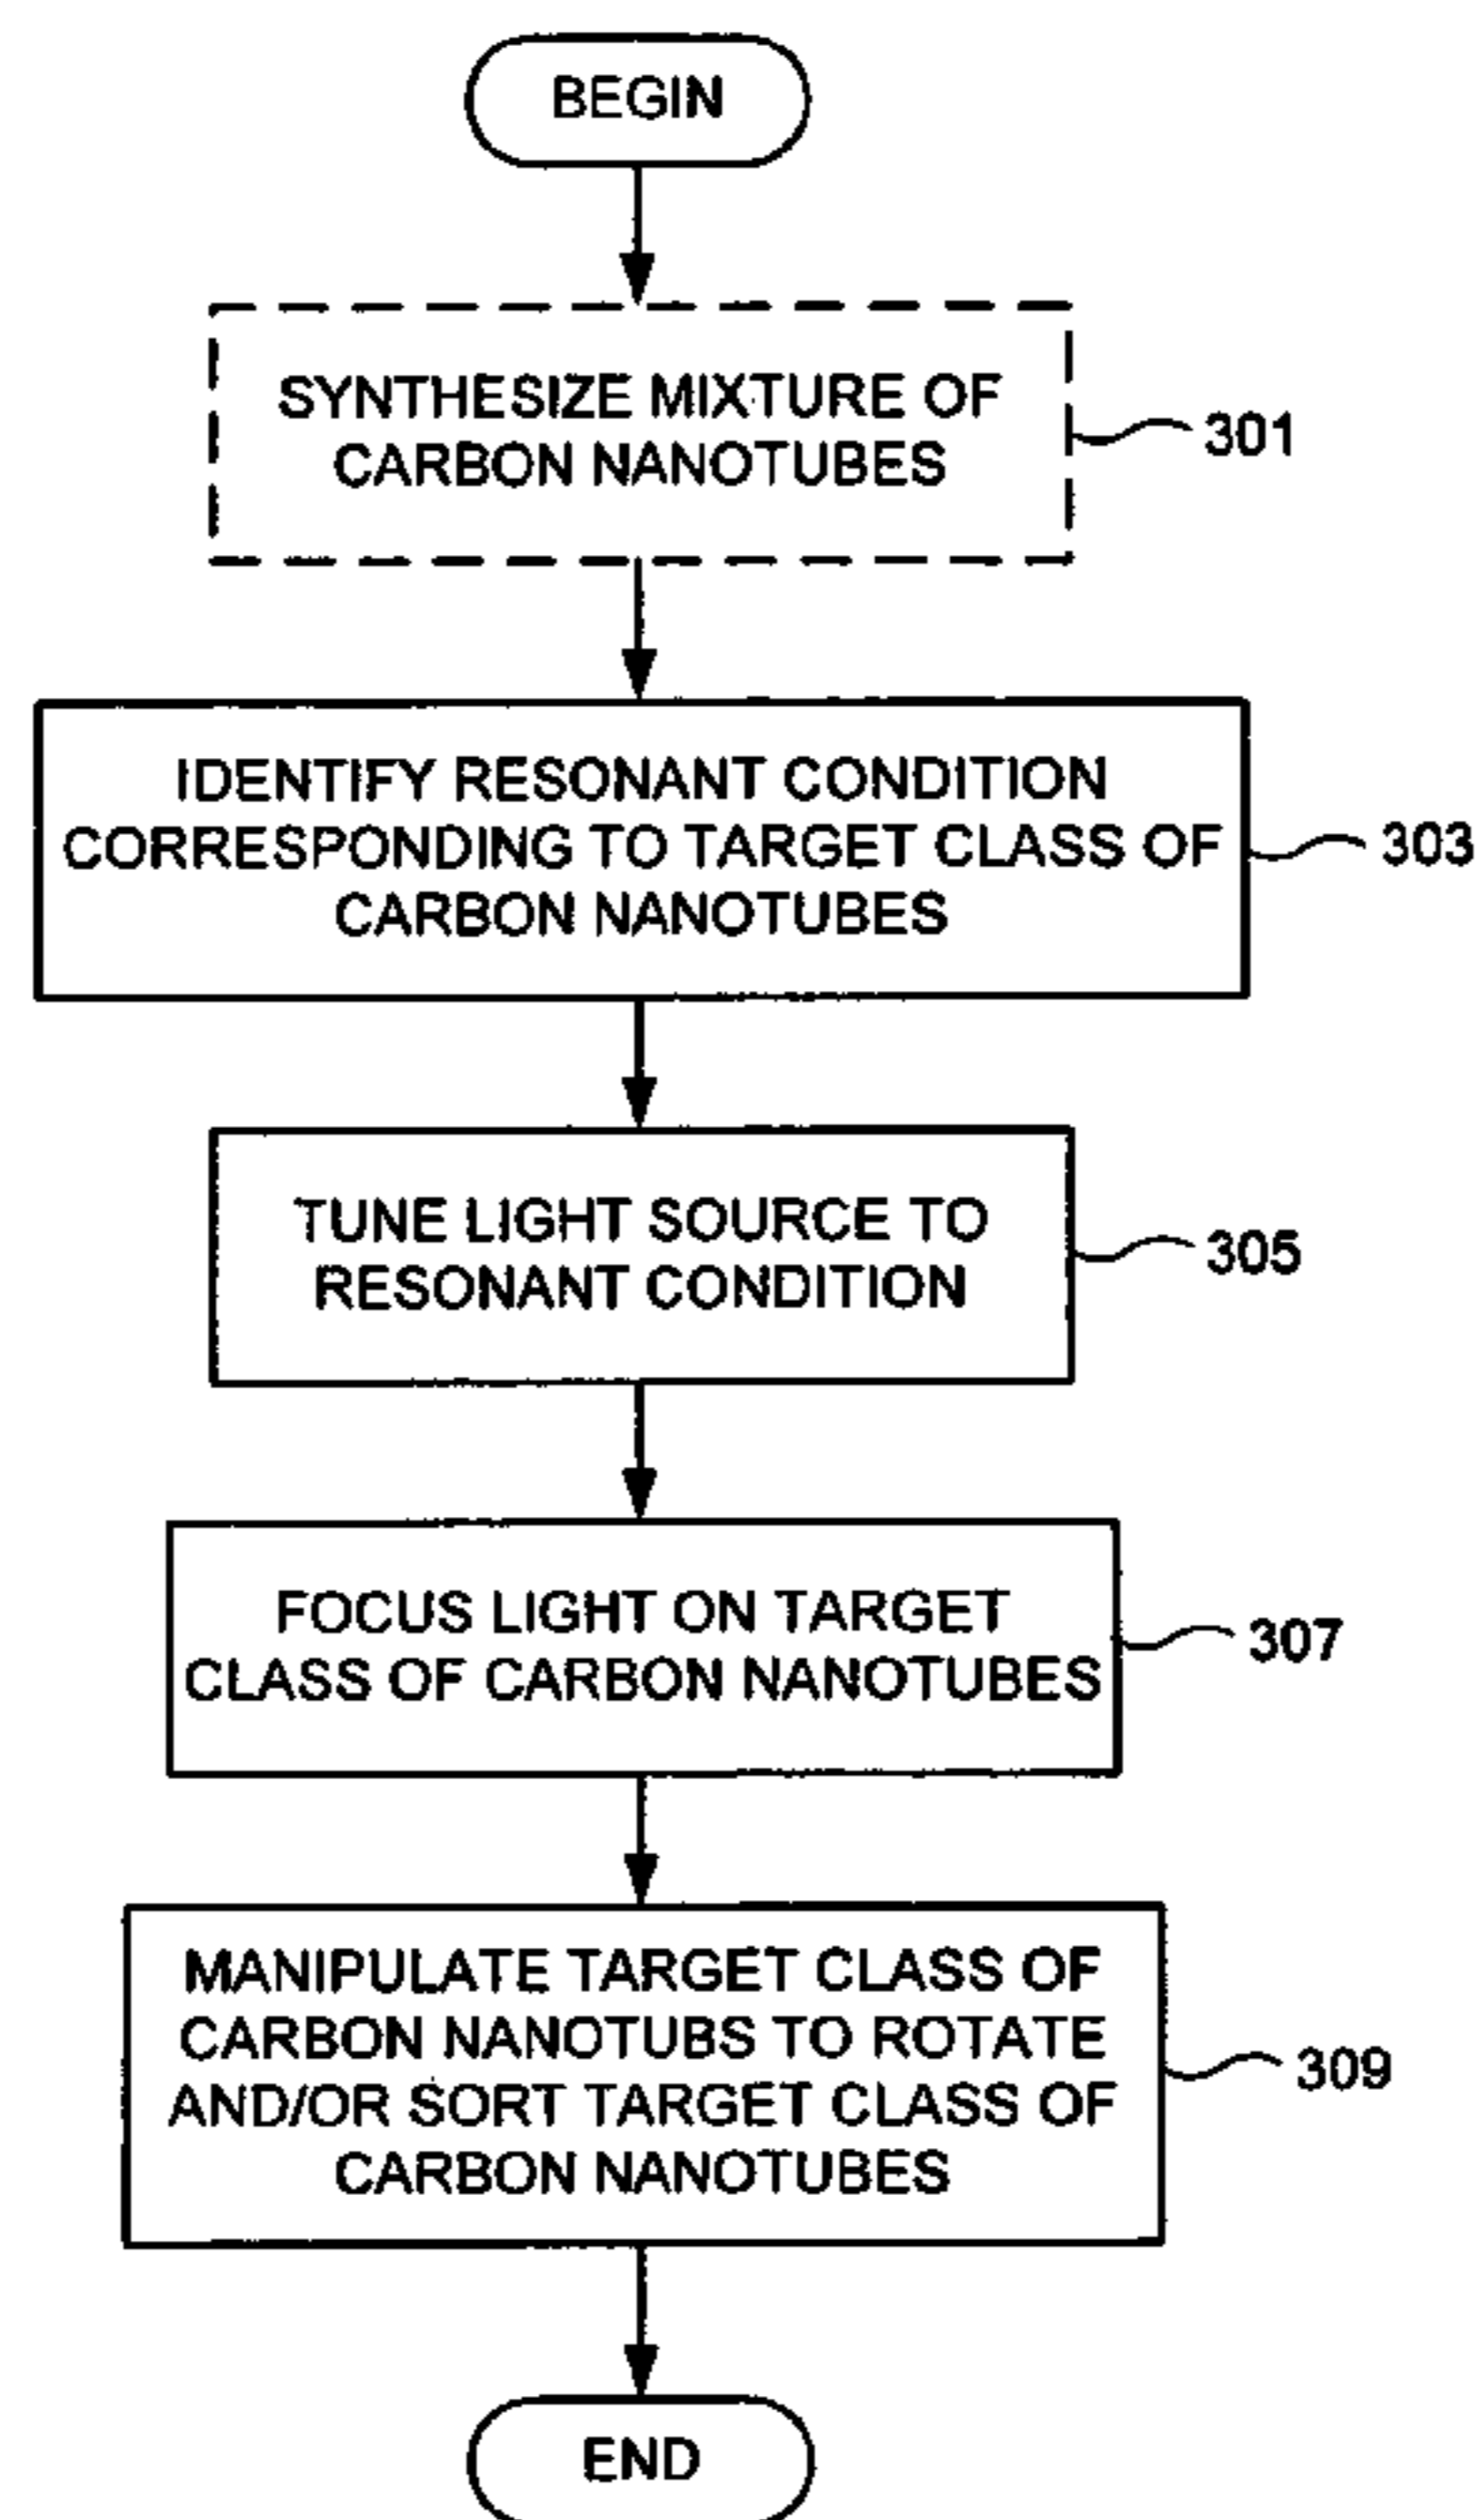 BEGIN
SYNTHESIZE MIXTURE OF
CARBON NANOTUBES
301
IDENTIFY RESONANT CONDITION
CORRESPONDING TO TARGET CLASS OF
CARBON NANOTUBES
303
TUNE LIGHT SOURCE TO
RESONANT CONDITION
305
FOCUS LIGHT ON TARGET
CLASS OF CARBON NANOTUBES
307
MANIPULATE TARGET CLASS OF
CARBON NANOTUBS TO ROTATE
AND/OR SORT TARGET CLASS OF
CARBON NANOTUBES
309
END